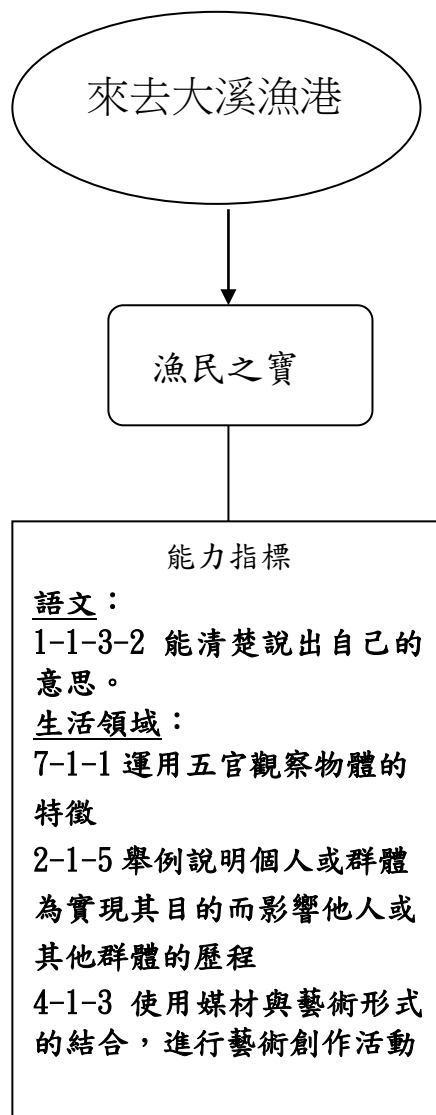 來去大溪漁港
漁民之寶
能力指標
語文：
1-1-3-2 能清楚說出自己的
意思。
生活領域：
7-1-1 運用五官觀察物體的
特徵
2-1-5 舉例說明個人或群體
為實現其目的而影響他人或
其他群體的歷程
4-1-3 使用媒材與藝術形式
的結合，進行藝術創作活動